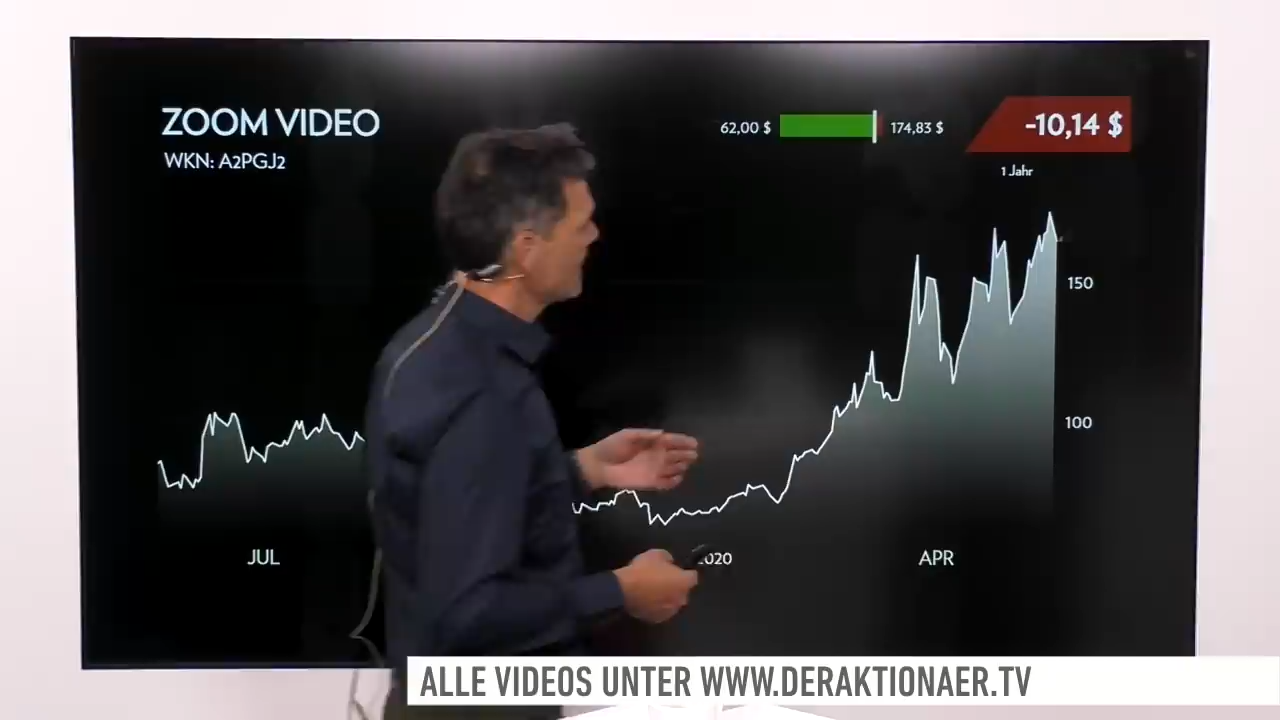 ZOOM VIDEO
WKN: A2PGJ2
62,00 $
174,83 $
-10,14 $
1 Jahr
150
100
JUL
APR
ALLE VIDEOS UNTER WWW.DERAKTIONAER.TV